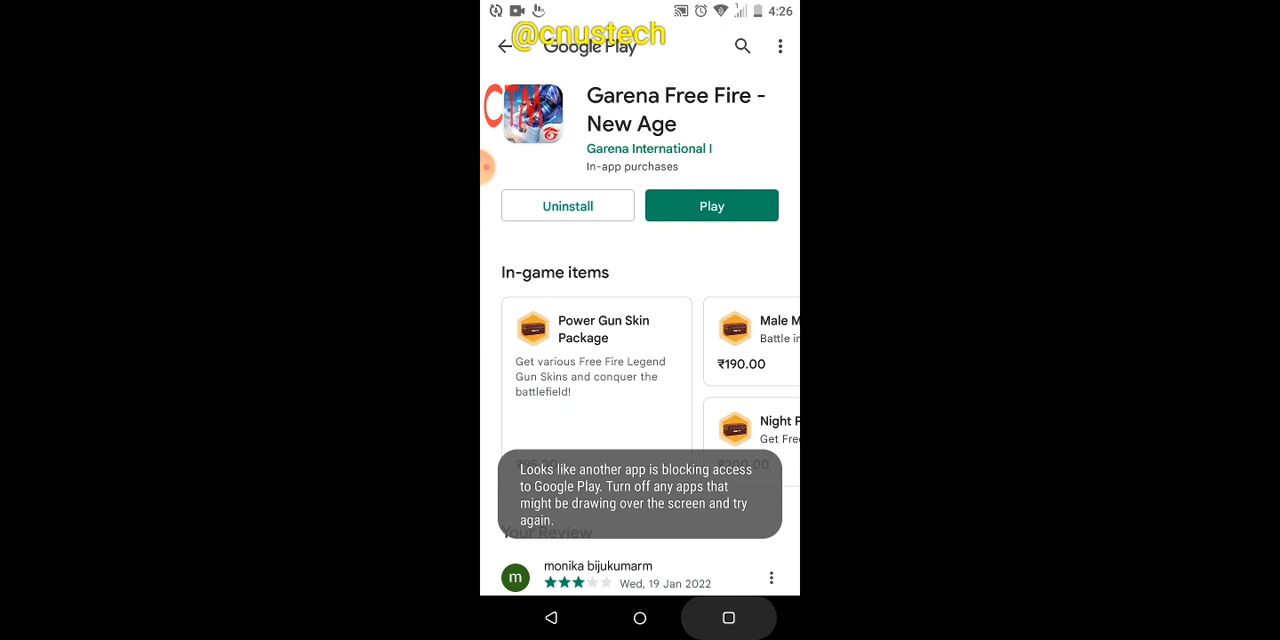 4:26
@cnustech
Google Play
CTM
Garena Free Fire -
New Age
Garena International I
In-app purchases
Uninstall
Play
In-game items
Power Gun Skin
Package
Get various Free Fire Legend
Gun Skins and conquer the
battlefield!
Male M
Battle in
₹190.00
Night F
Get Free
Looks like another app is blocking access
to Google Play. Turn off any apps that
might be drawing over the screen and try
again.
Your Review
m
monika bijukumarm
Wed, 19 Jan 2022